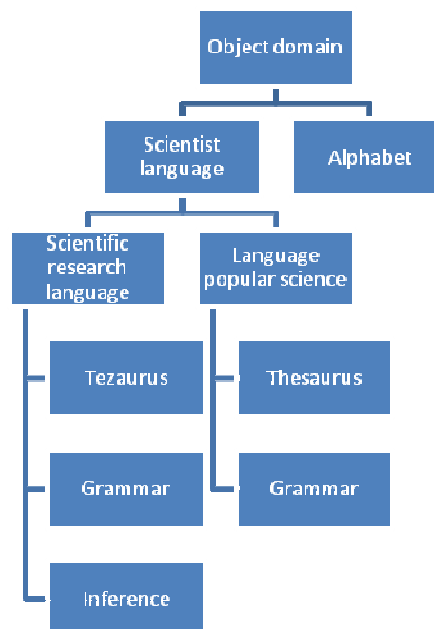 Object domain
Scientist
language
Alphabet
Scientific
research
language
Language
popular science
Tezaurus
Thesaurus
Grammar
Grammar
Inference